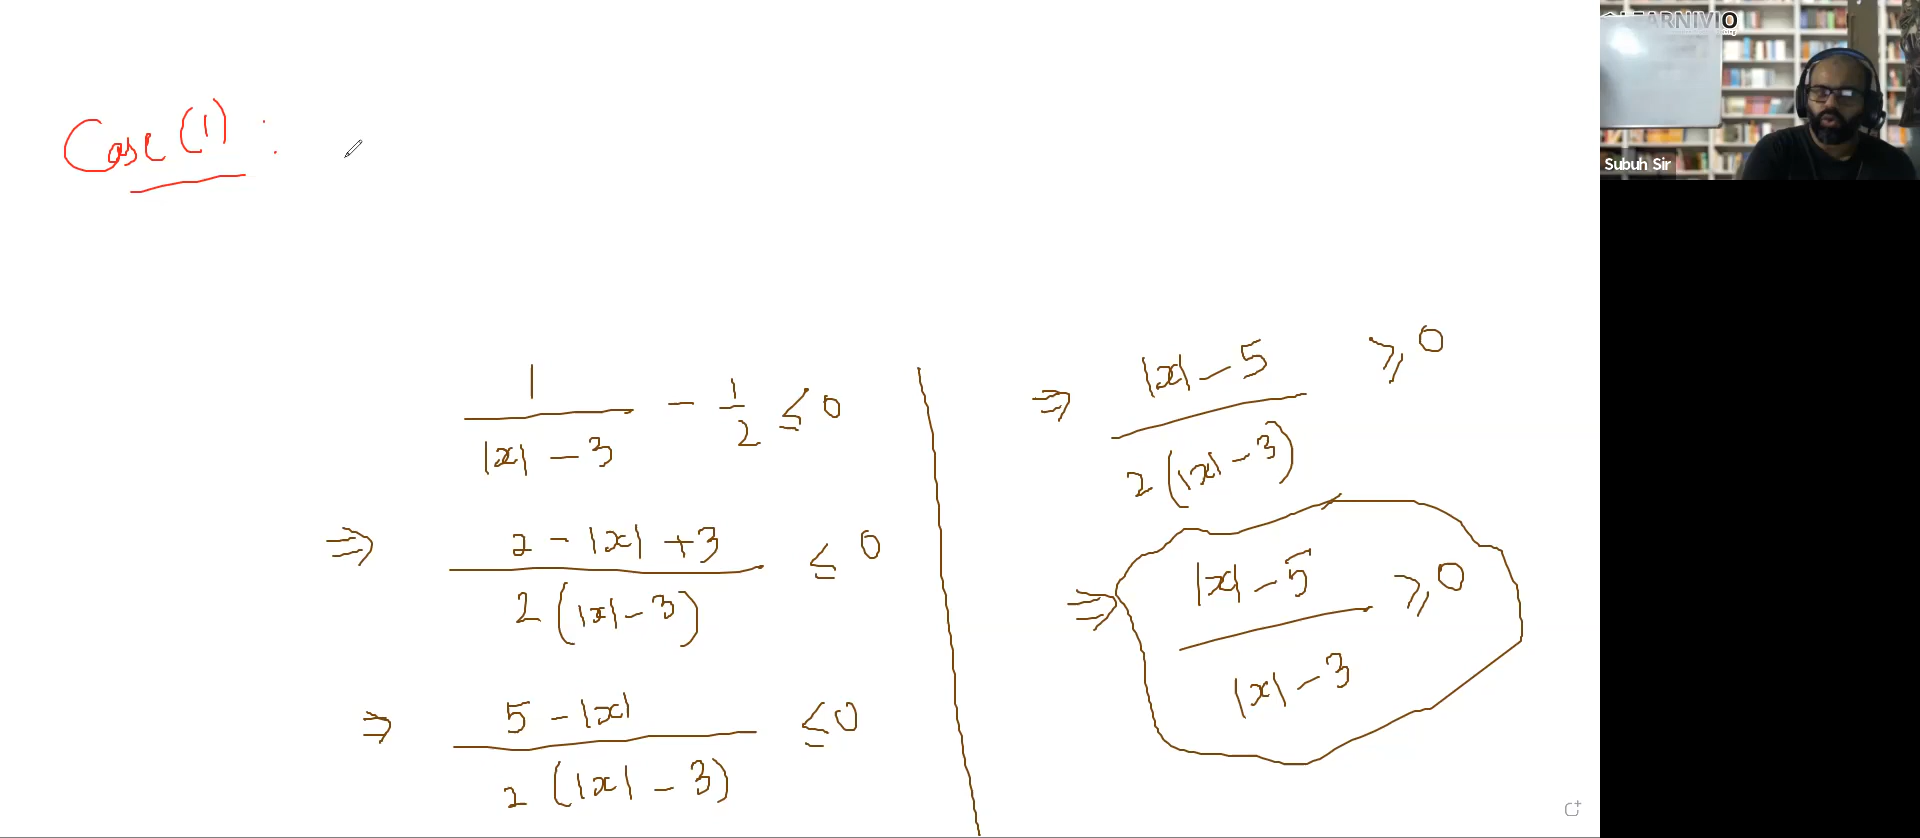 Case (1) :
1 / (|x| - 3) - 1/2 ≤ 0
⇒ (2 - |x| + 3) / (2(|x| - 3)) ≤ 0
⇒ (5 - |x|) / (2(|x| - 3)) ≤ 0
⇒ (|x| - 5) / (2(|x| - 3)) ≥ 0
⇒ (|x| - 5) / (|x| - 3) ≥ 0
LEARNIVIO
Subuh Sir